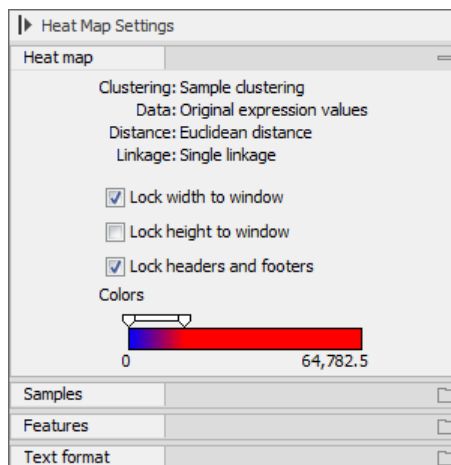 Heat Map Settings
Heat map
Clustering: Sample clustering
Data: Original expression values
Distance: Euclidean distance
Linkage: Single linkage
Lock width to window
Lock height to window
Lock headers and footers
Colors
0 64,782.5
Samples
Features
Text format